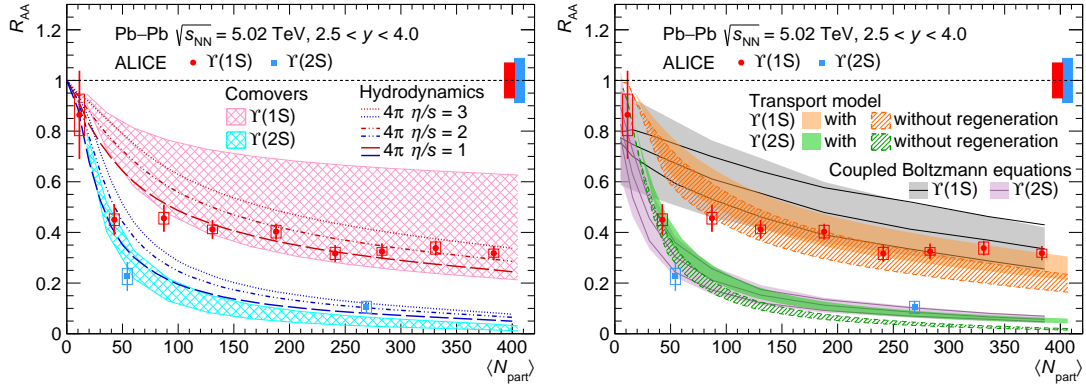 R_AA
Pb–Pb √s_NN = 5.02 TeV, 2.5 < y < 4.0
ALICE ϒ(1S) ϒ(2S)
Comovers
ϒ(1S)
ϒ(2S)
Hydrodynamics
4π η/s = 3
4π η/s = 2
4π η/s = 1
0 0.2 0.4 0.6 0.8 1 1.2
0 50 100 150 200 250 300 350 400
⟨N_part⟩
R_AA
Pb–Pb √s_NN = 5.02 TeV, 2.5 < y < 4.0
ALICE ϒ(1S) ϒ(2S)
Transport model
ϒ(1S) with without regeneration
ϒ(2S) with without regeneration
Coupled Boltzmann equations
ϒ(1S) ϒ(2S)
0 0.2 0.4 0.6 0.8 1 1.2
0 50 100 150 200 250 300 350 400
⟨N_part⟩